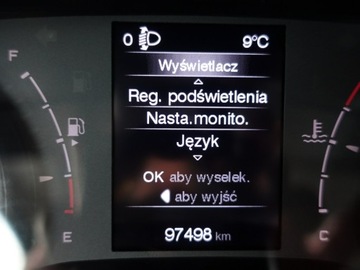 0 9°C
Wyświetlacz
F
Reg. podświetlenia
Nasta.monito.
Język
OK aby wyselek.
aby wyjść
E 97498 km C